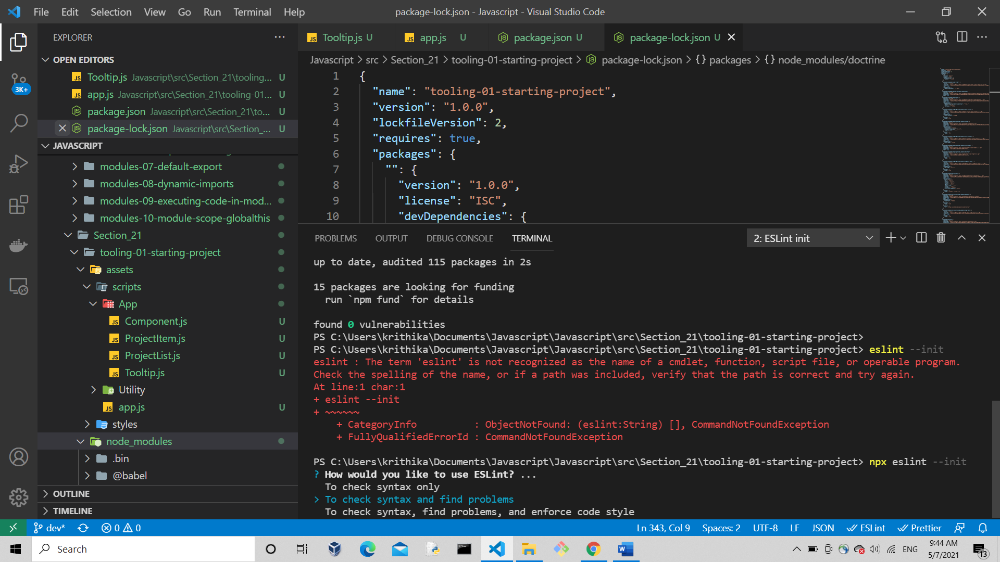 File Edit Selection View Go Run Terminal Help
package-lock.json - Javascript - Visual Studio Code
EXPLORER
OPEN EDITORS
Tooltip.js Javascript\src\Section_21\tooling... U
app.js Javascript\src\Section_21\tooling-01... U
package.json Javascript\src\Section_21\to... U
package-lock.json Javascript\src\Section_... U
JAVASCRIPT
modules-07-default-export
modules-08-dynamic-imports
modules-09-executing-code-in-mod...
modules-10-module-scope-globalthis
Section_21
tooling-01-starting-project
assets
scripts
App
Component.js U
ProjectItem.js U
ProjectList.js U
Tooltip.js U
Utility
app.js U
styles
node_modules
.bin
@babel
OUTLINE
TIMELINE
3K+
Tooltip.js U
app.js U
package.json U
package-lock.json U
Javascript > src > Section_21 > tooling-01-starting-project > package-lock.json > {} packages > {} node_modules/doctrine
1 {
2 "name": "tooling-01-starting-project",
3 "version": "1.0.0",
4 "lockfileVersion": 2,
5 "requires": true,
6 "packages": {
7 "": {
8 "version": "1.0.0",
9 "license": "ISC",
10 "devDependencies": {
PROBLEMS OUTPUT DEBUG CONSOLE TERMINAL
2: ESLint init
up to date, audited 115 packages in 2s
15 packages are looking for funding
run `npm fund` for details
found 0 vulnerabilities
PS C:\Users\krithika\Documents\Javascript\Javascript\src\Section_21\tooling-01-starting-project>
PS C:\Users\krithika\Documents\Javascript\Javascript\src\Section_21\tooling-01-starting-project> eslint --init
eslint : The term 'eslint' is not recognized as the name of a cmdlet, function, script file, or operable program.
Check the spelling of the name, or if a path was included, verify that the path is correct and try again.
At line:1 char:1
+ eslint --init
+ ~~~~~~
+ CategoryInfo : ObjectNotFound: (eslint:String) [], CommandNotFoundException
+ FullyQualifiedErrorId : CommandNotFoundException
PS C:\Users\krithika\Documents\Javascript\Javascript\src\Section_21\tooling-01-starting-project> npx eslint --init
? How would you like to use ESLint? ...
To check syntax only
> To check syntax and find problems
To check syntax, find problems, and enforce code style
dev* 0 0
Ln 343, Col 9 Spaces: 2 UTF-8 LF JSON ESLint Prettier
Search
ENG
9:44 AM
5/7/2021
13